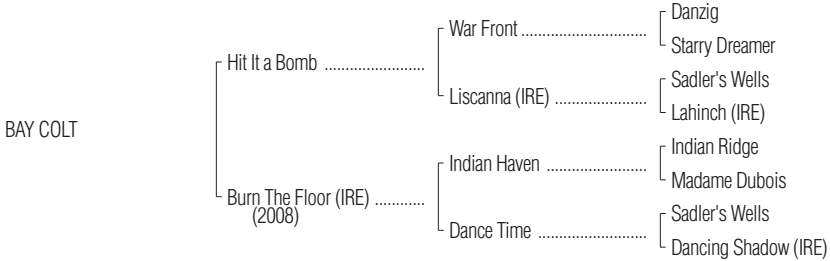 Danzig
War Front ..............................
Starry Dreamer
Hit It a Bomb ........................
Sadler's Wells
Liscanna (IRE) ......................
Lahinch (IRE)
BAY COLT
Indian Ridge
Indian Haven ........................
Madame Dubois
Burn The Floor (IRE) ............
(2008)
Sadler's Wells
Dance Time ..........................
Dancing Shadow (IRE)